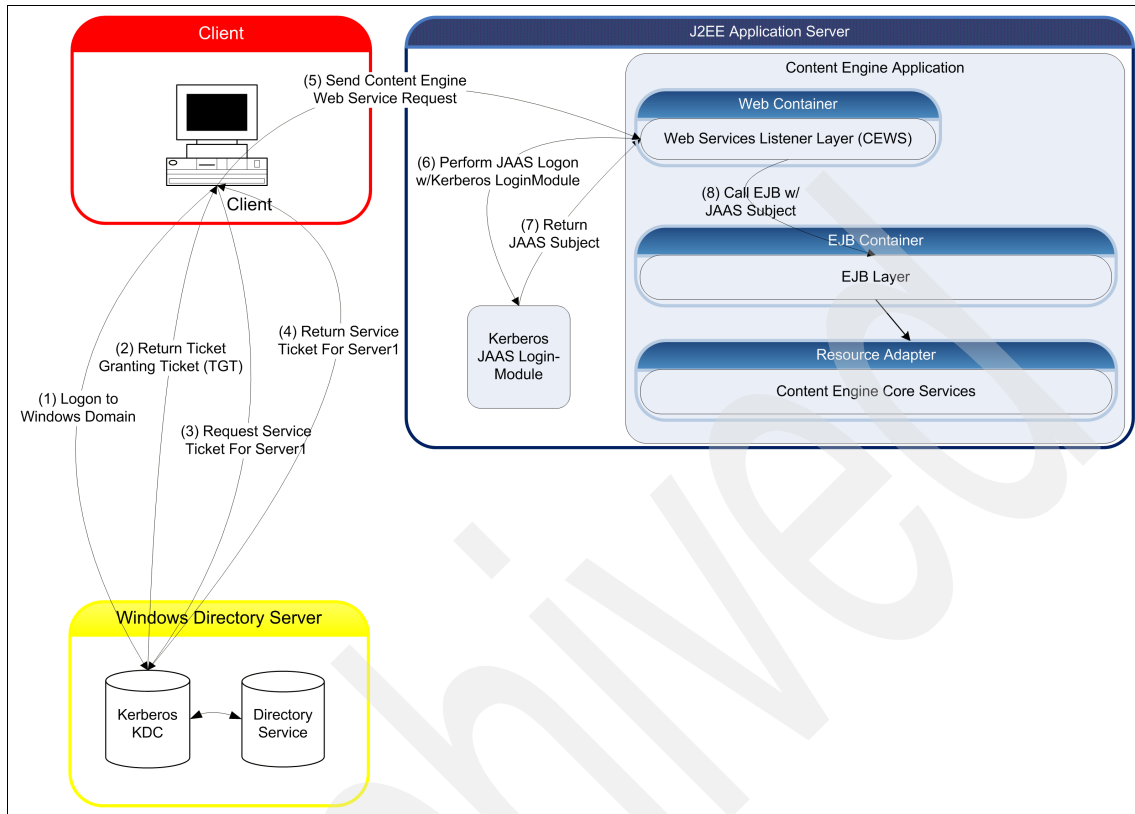 Client
Client
J2EE Application Server
Content Engine Application
Web Container
Web Services Listener Layer (CEWS)
(5) Send Content Engine
Web Service Request
(6) Perform JAAS Logon
w/Kerberos LoginModule
(7) Return
JAAS Subject
(8) Call EJB w/
JAAS Subject
EJB Container
EJB Layer
Kerberos
JAAS Login-
Module
Resource Adapter
Content Engine Core Services
(4) Return Service
Ticket For Server1
(2) Return Ticket
Granting Ticket (TGT)
(1) Logon to
Windows Domain
(3) Request Service
Ticket For Server1
Windows Directory Server
Kerberos
KDC
Directory
Service
hived